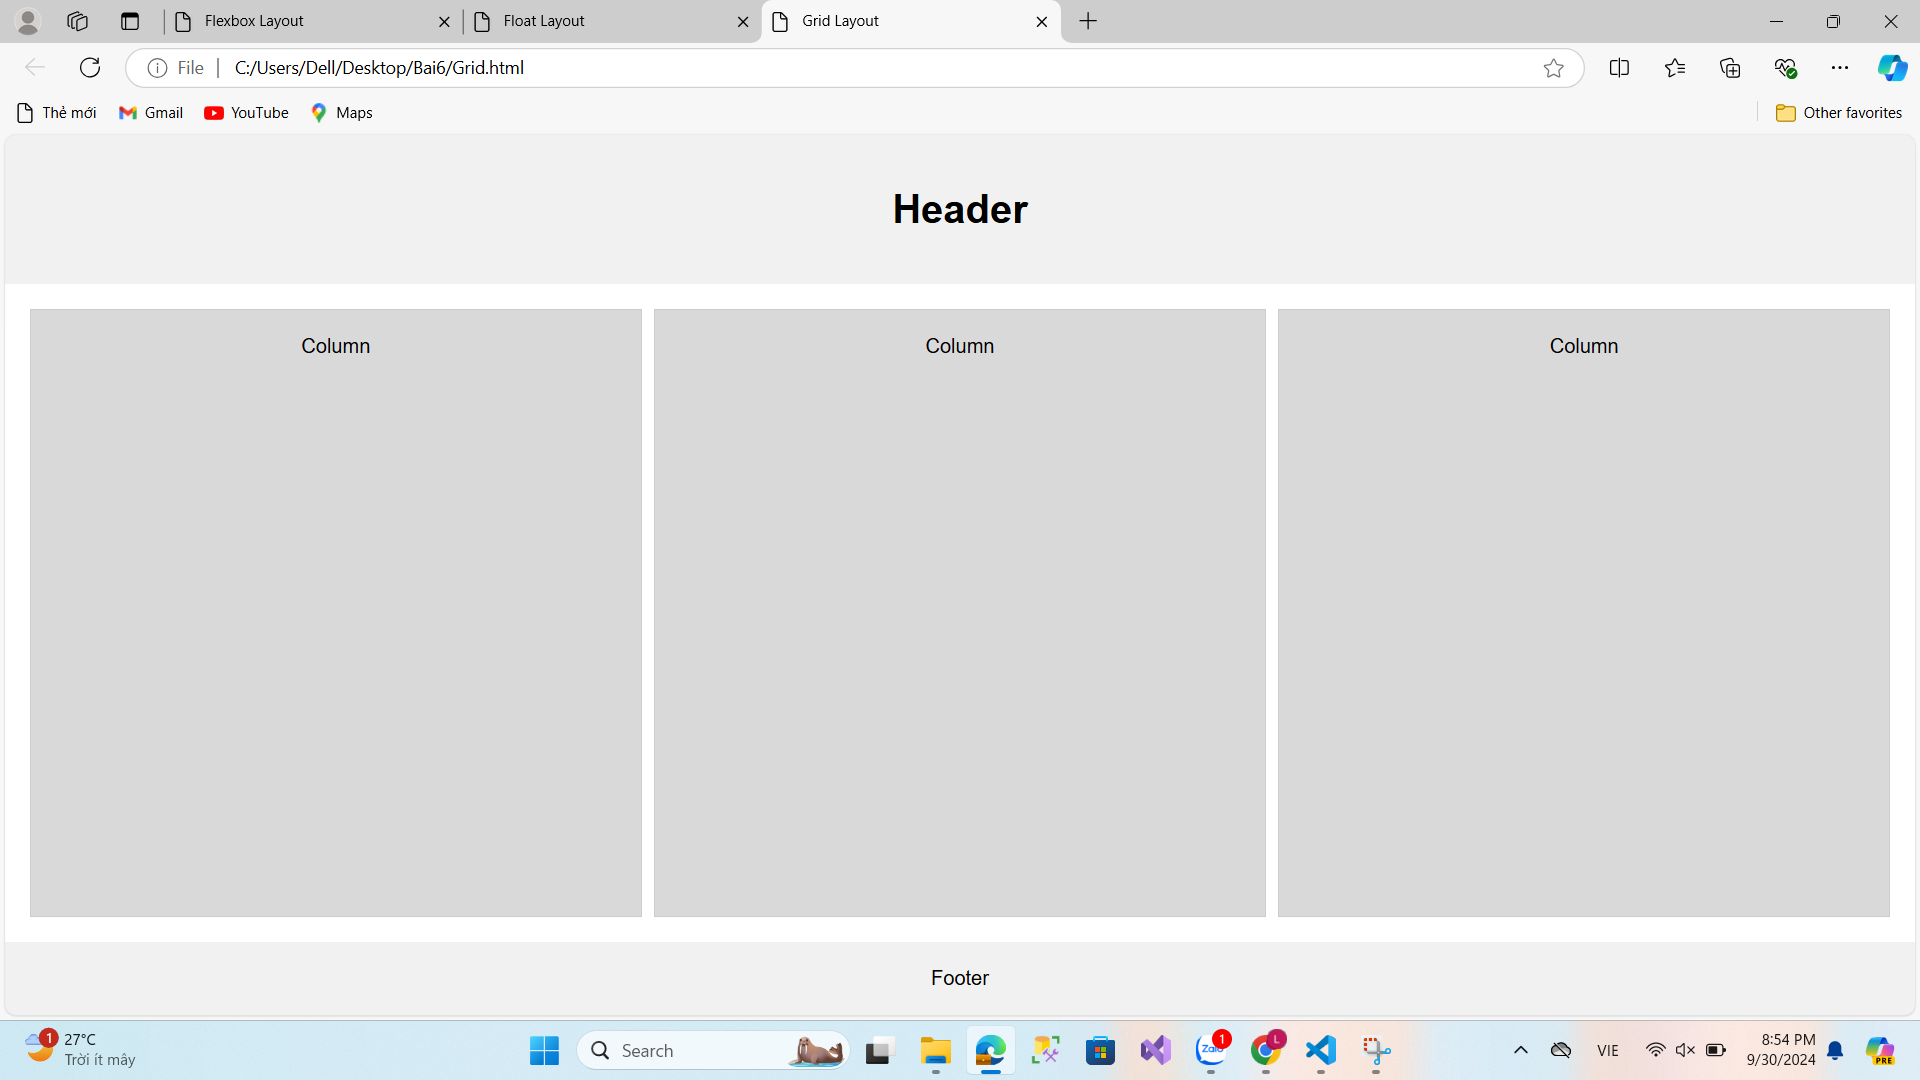 Flexbox Layout
Float Layout
Grid Layout
File
C:/Users/Dell/Desktop/Bai6/Grid.html
Thẻ mới
Gmail
YouTube
Maps
Other favorites
Header
Column
Column
Column
Footer
1
27°C
Trời ít mây
Search
Zalo
1
L
VIE
8:54 PM
9/30/2024
PRE